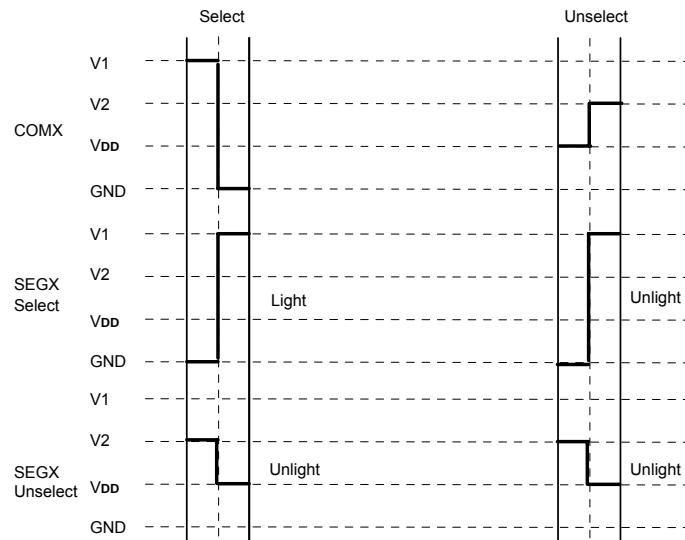 Select Unselect
V1
V2
COMX
VDD
GND
V1
V2
SEGX
Select
Light Unlight
VDD
GND
V1
V2
SEGX
Unselect
Unlight Unlight
VDD
GND